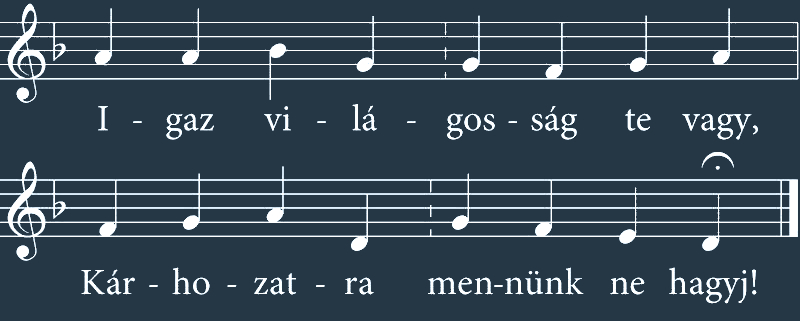 I - gaz vi - lá - gos - ság te vagy,
Kár - ho - zat - ra men-nünk ne hagyj!